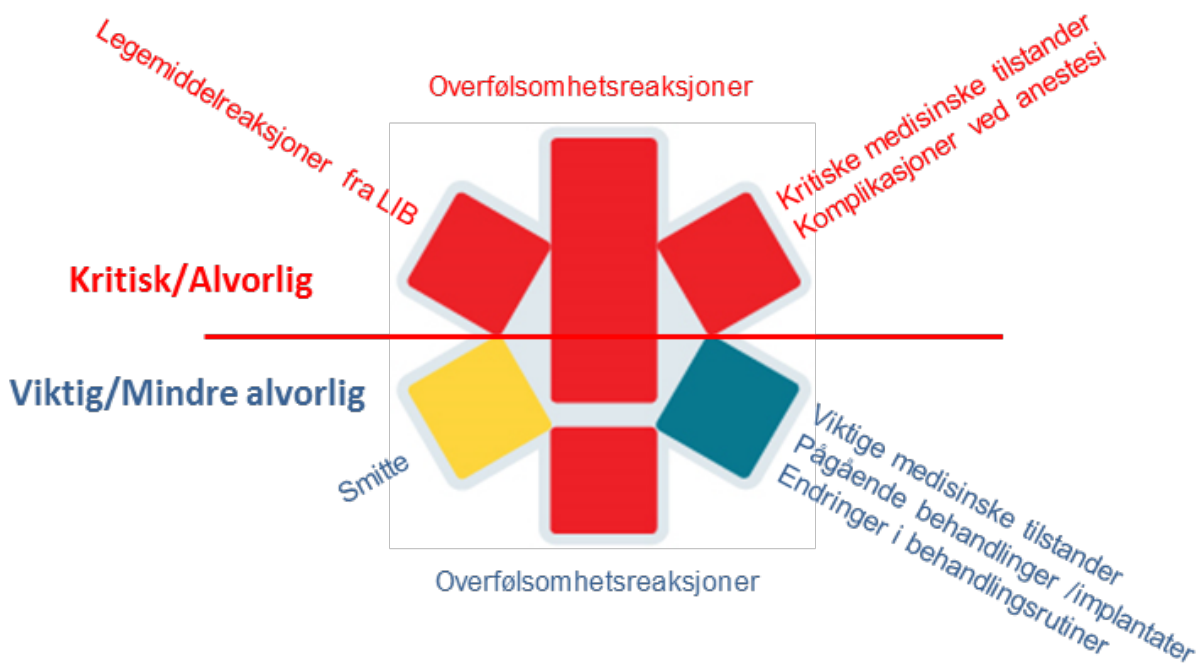 Legemiddelreaksjoner fra LIB
Overfølsomhetsreaksjoner
Kritiske medisinske tilstander
Komplikasjoner ved anestesi
Kritisk/Alvorlig
Viktig/Mindre alvorlig
Smitte
Overfølsomhetsreaksjoner
Viktige medisinske tilstander
Pågående behandlinger /implantater
Endringer i behandlingsrutiner